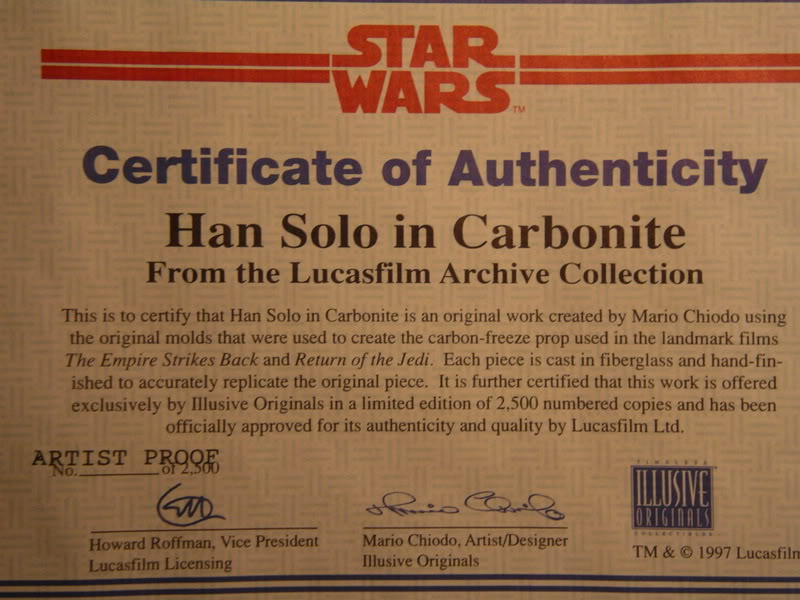 STAR
WARS
TM
Certificate of Authenticity
Han Solo in Carbonite
From the Lucasfilm Archive Collection
This is to certify that Han Solo in Carbonite is an original work created by Mario Chiodo using
the original molds that were used to create the carbon-freeze prop used in the landmark films
The Empire Strikes Back and Return of the Jedi. Each piece is cast in fiberglass and hand-fin-
ished to accurately replicate the original piece. It is further certified that this work is offered
exclusively by Illusive Originals in a limited edition of 2,500 numbered copies and has been
officially approved for its authenticity and quality by Lucasfilm Ltd.
ARTIST PROOF
No. of 2,500
Howard Roffman, Vice President
Lucasfilm Licensing
Mario Chiodo
Mario Chiodo, Artist/Designer
Illusive Originals
TIMELESS
ILLUSIVE
ORIGINALS
COLLECTIBLES
TM & © 1997 Lucasfilm